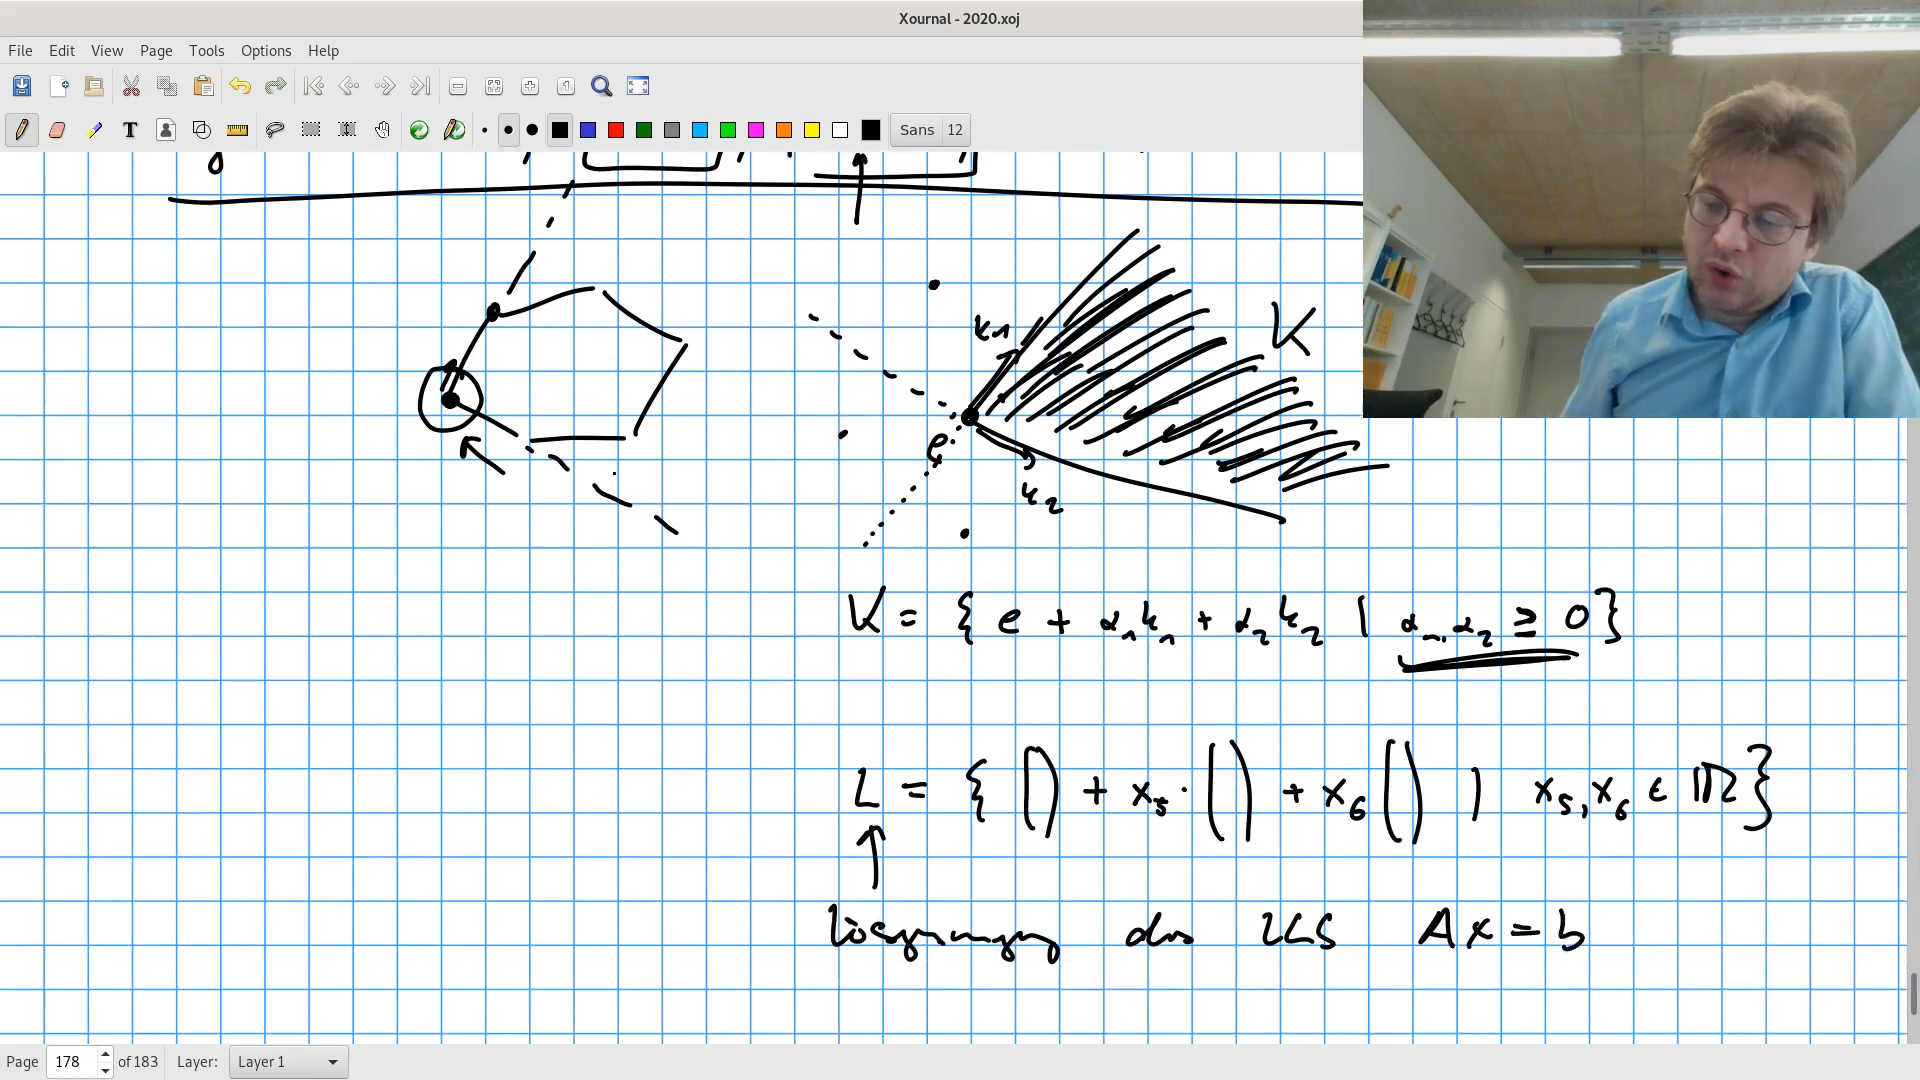 Xournal - 2020.xoj
File Edit View Page Tools Options Help
Sans 12
k₁
K
e
k₂
K = { e + α₁k₁ + α₂k₂ | α₁, α₂ ≥ 0 }
L = { ( ) + x₅ · ( ) + x₆ ( ) | x₅, x₆ ∈ ℝ }
Lösungsmenge des LGS Ax = b
Page 178 of 183 Layer: Layer 1